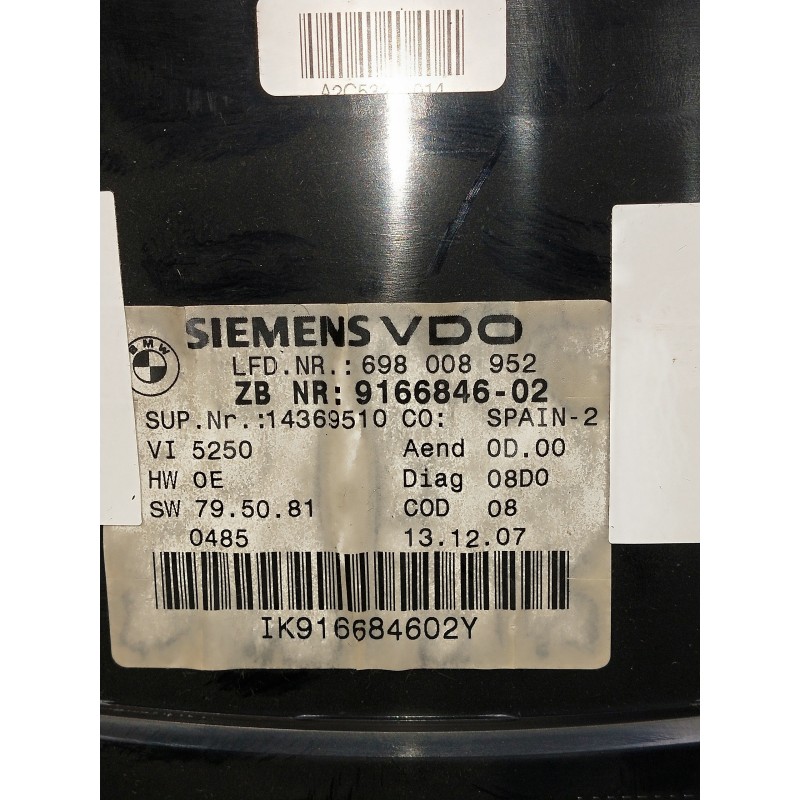 SIEMENS VDO
BMW
LFD.NR.: 698 008 952
ZB NR: 9166846-02
SUP.Nr.:14369510 CO: SPAIN-2
VI 5250 Aend 0D.00
HW 0E Diag 08D0
SW 79.50.81 COD 08
0485 13.12.07
IK916684602Y